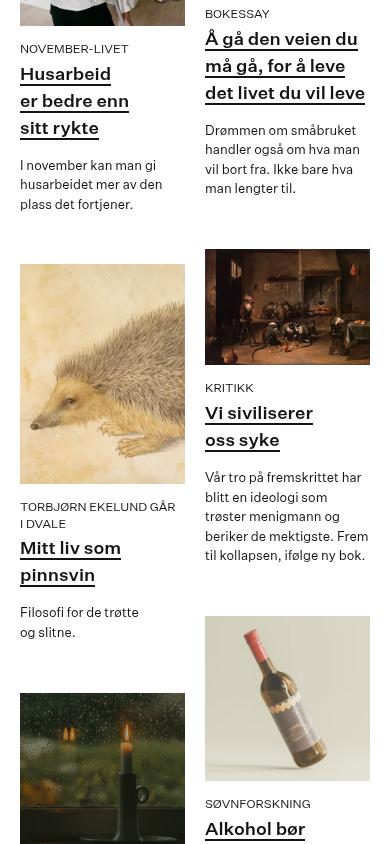 NOVEMBER-LIVET
Husarbeid
er bedre enn
sitt rykte
I november kan man gi
husarbeidet mer av den
plass det fortjener.
TORBJØRN EKELUND GÅR
I DVALE
Mitt liv som
pinnsvin
Filosofi for de trøtte
og slitne.
BOKESSAY
Å gå den veien du
må gå, for å leve
det livet du vil leve
Drømmen om småbruket
handler også om hva man
vil bort fra. Ikke bare hva
man lengter til.
KRITIKK
Vi siviliserer
oss syke
Vår tro på fremskrittet har
blitt en ideologi som
trøster menigmann og
beriker de mektigste. Frem
til kollapsen, ifølge ny bok.
SØVNFORSKNING
Alkohol bør